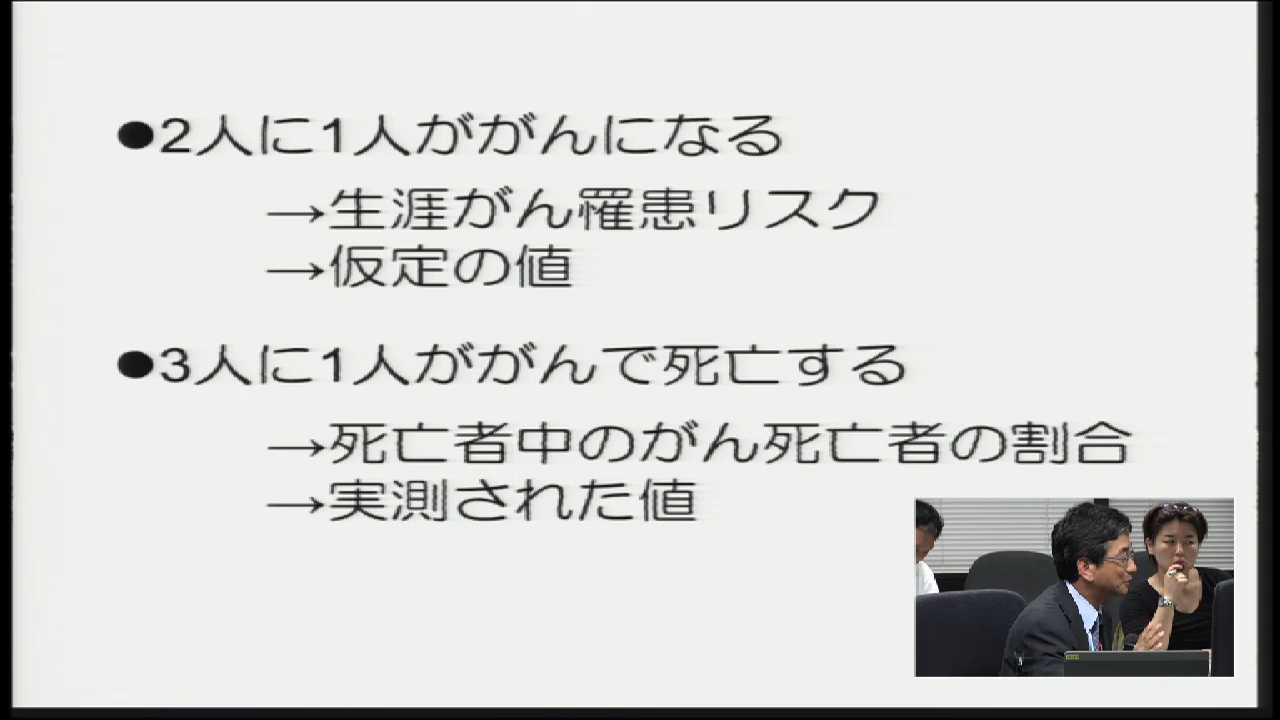 ●2人に1人ががんになる
→生涯がん罹患リスク
→仮定の値
●3人に1人ががんで死亡する
→死亡者中のがん死亡者の割合
→実測された値